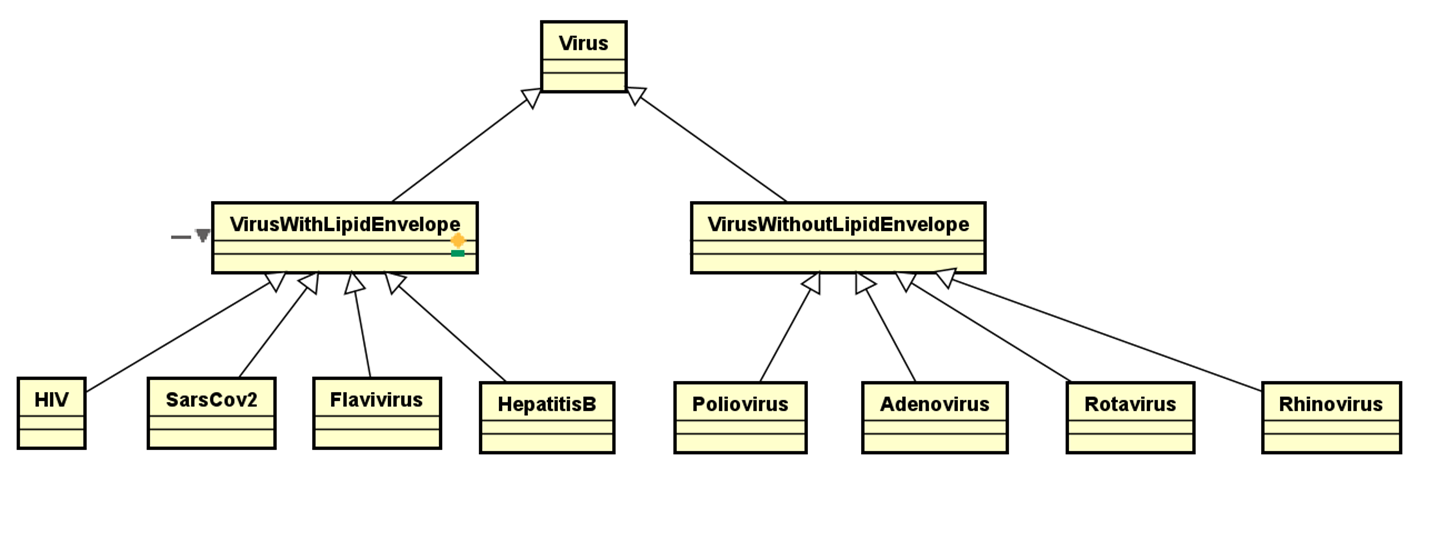 Virus
VirusWithLipidEnvelope
VirusWithoutLipidEnvelope
HIV
SarsCov2
Flavivirus
HepatitisB
Poliovirus
Adenovirus
Rotavirus
Rhinovirus